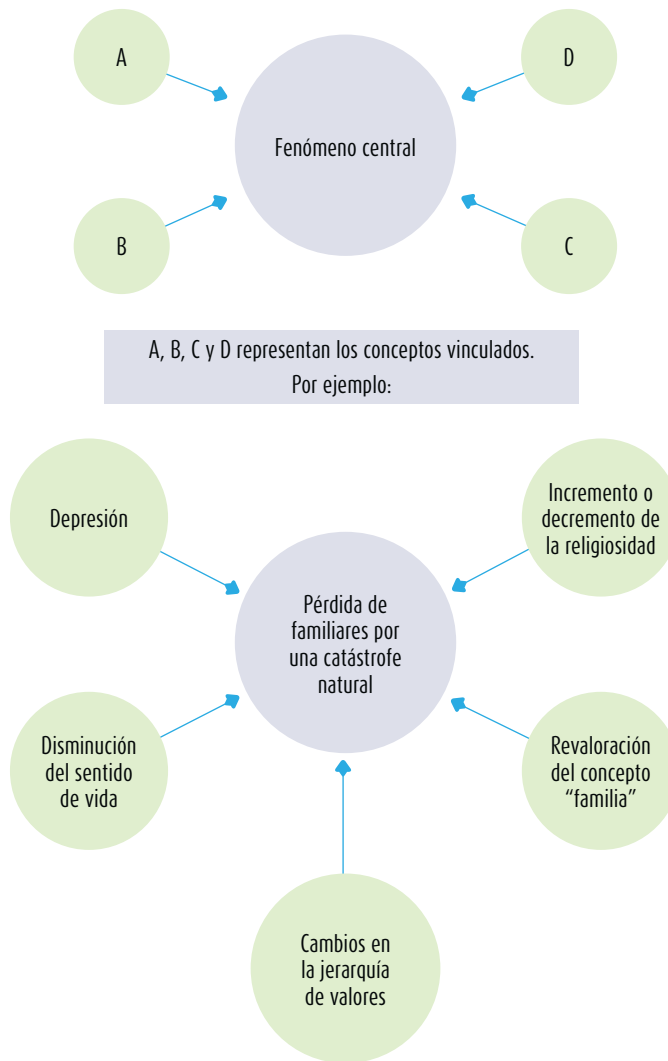 A
D
Fenómeno central
B
C
A, B, C y D representan los conceptos vinculados.
Por ejemplo:
Depresión
Incremento o
decremento de
la religiosidad
Pérdida de
familiares por
una catástrofe
natural
Disminución
del sentido
de vida
Revaloración
del concepto
“familia”
Cambios en
la jerarquía
de valores